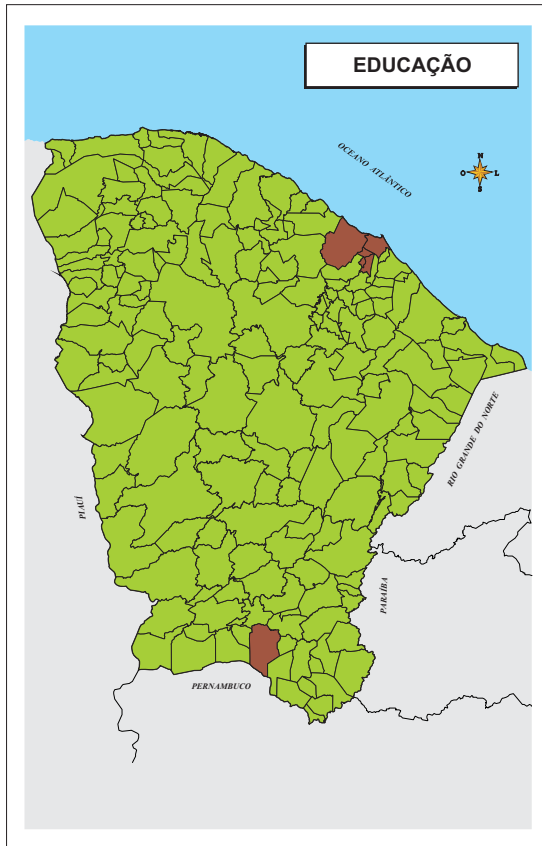 EDUCAÇÃO
OCEANO ATLÂNTICO
N
O L
S
RIO GRANDE DO NORTE
PIAUÍ
PARAÍBA
PERNAMBUCO